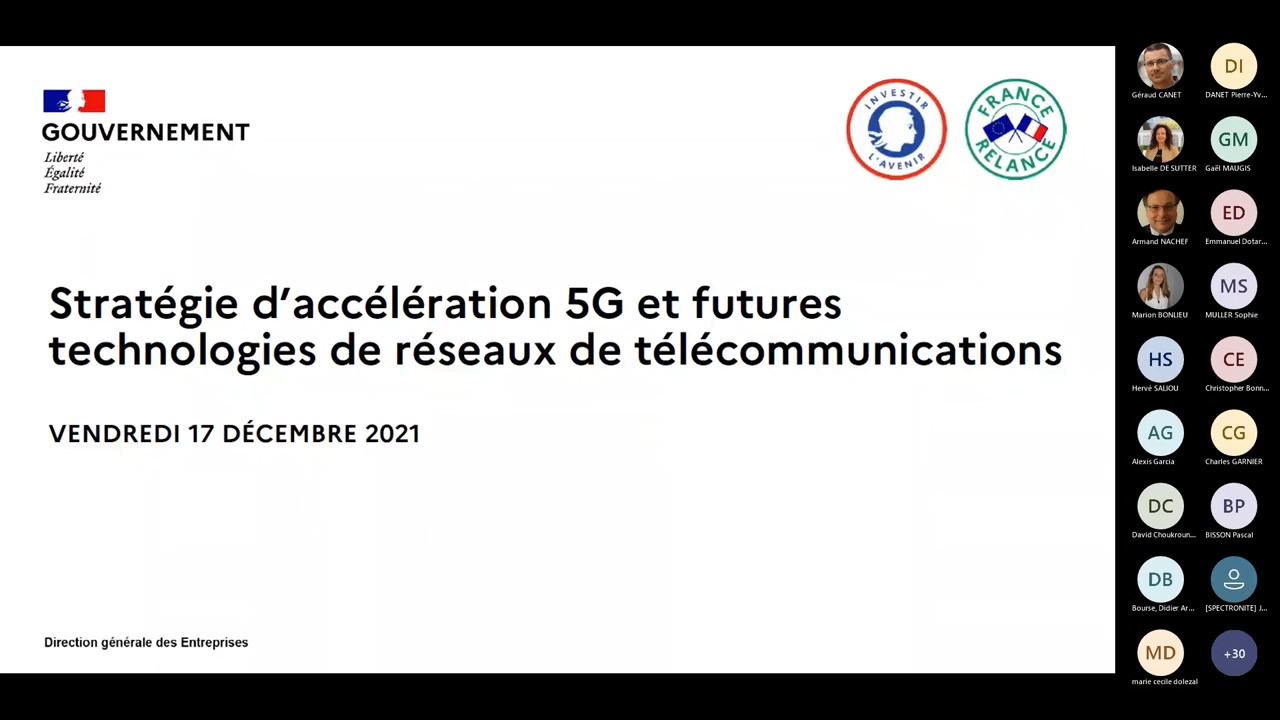 GOUVERNEMENT
Liberté
Égalité
Fraternité
INVESTIR
L'AVENIR
FRANCE
RELANCE
Stratégie d’accélération 5G et futures
technologies de réseaux de télécommunications
VENDREDI 17 DÉCEMBRE 2021
Direction générale des Entreprises
Géraud CANET
DI
DANET Pierre-Yv...
Isabelle DE SUTTER
GM
Gaël MAUGIS
Armand NACHEF
ED
Emmanuel Dotar...
Marion BONLIEU
MS
MULLER Sophie
HS
Hervé SALIOU
CE
Christopher Bonn...
AG
Alexis Garcia
CG
Charles GARNIER
DC
David Choukroun...
BP
BISSON Pascal
DB
Bourse, Didier Ar...
[SPECTRONITE] J...
MD
marie cecile dolezal
+30